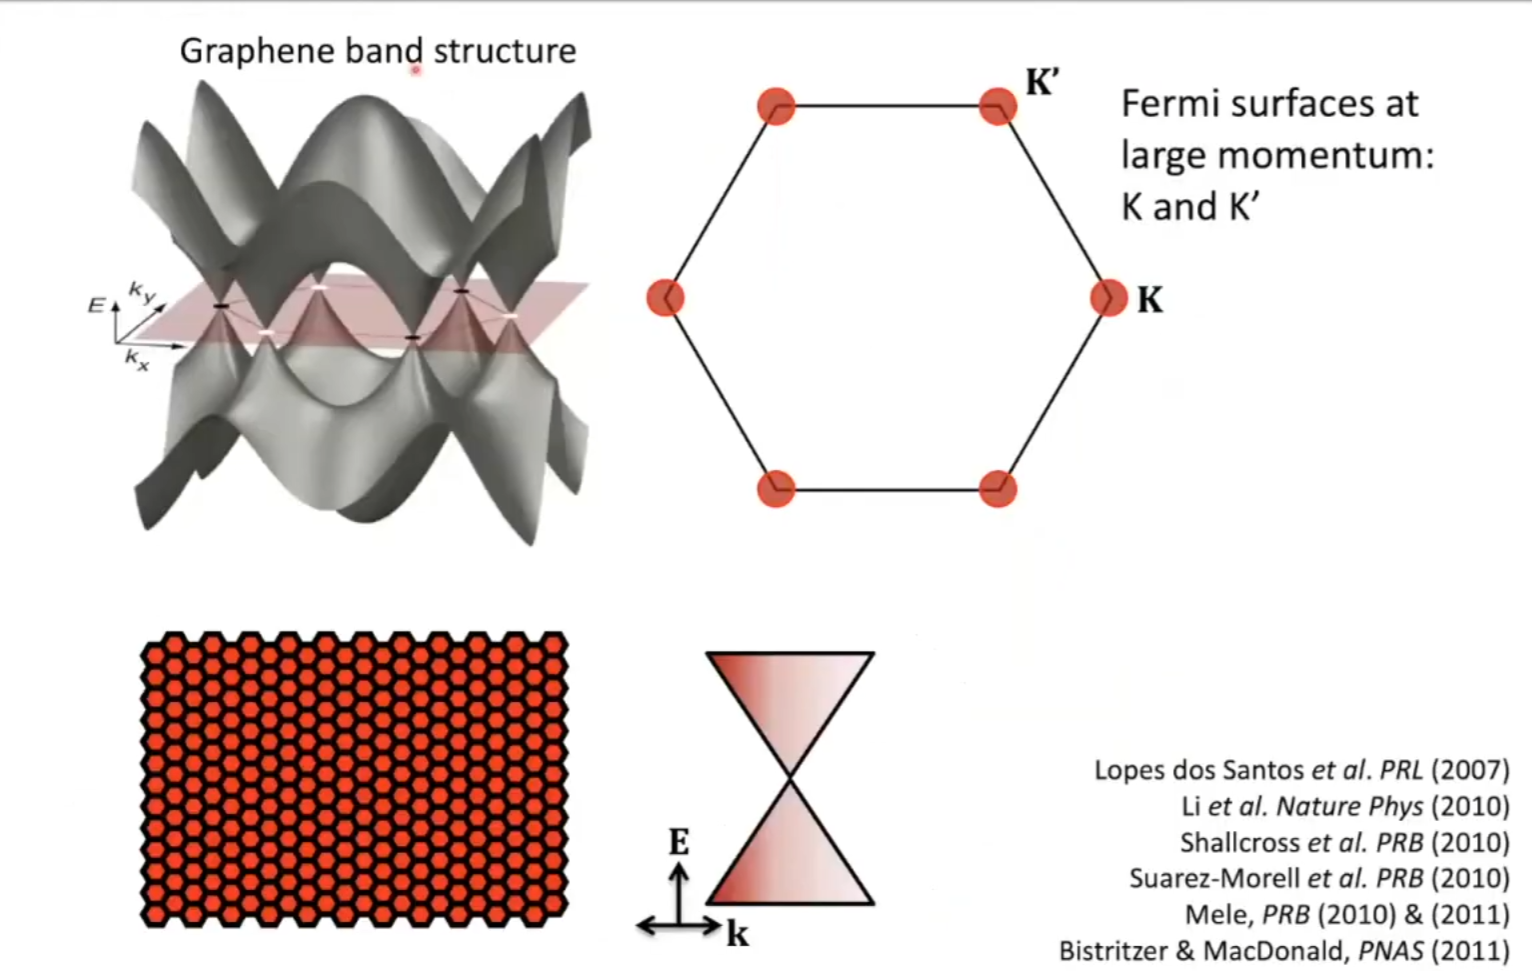 Graphene band structure
E
ky
kx
K’
K
Fermi surfaces at
large momentum:
K and K’
E
k
Lopes dos Santos et al. PRL (2007)
Li et al. Nature Phys (2010)
Shallcross et al. PRB (2010)
Suarez-Morell et al. PRB (2010)
Mele, PRB (2010) & (2011)
Bistritzer & MacDonald, PNAS (2011)